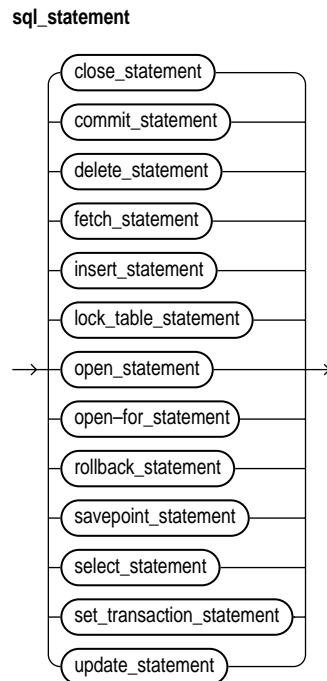 sql_statement
close_statement
commit_statement
delete_statement
fetch_statement
insert_statement
lock_table_statement
open_statement
open–for_statement
rollback_statement
savepoint_statement
select_statement
set_transaction_statement
update_statement